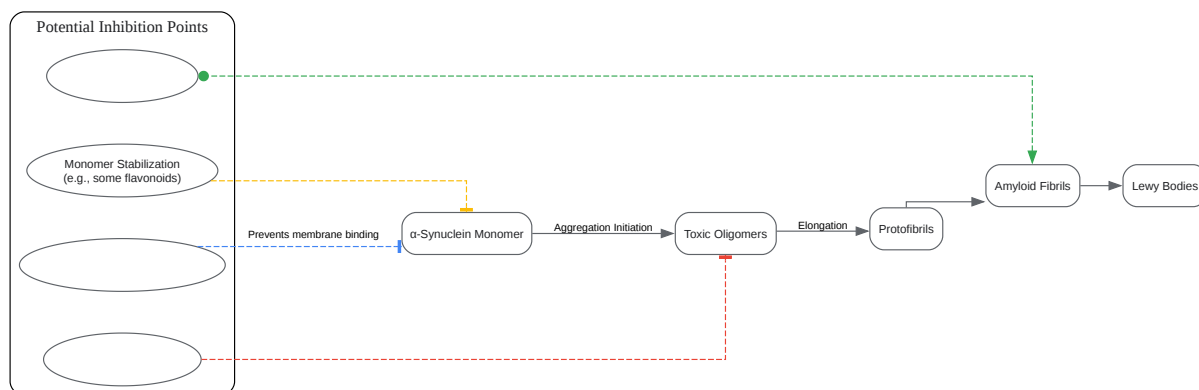 Potential Inhibition Points
Monomer Stabilization
(e.g., some flavonoids)
Prevents membrane binding
α-Synuclein Monomer
Aggregation Initiation
Toxic Oligomers
Elongation
Protofibrils
Amyloid Fibrils
Lewy Bodies